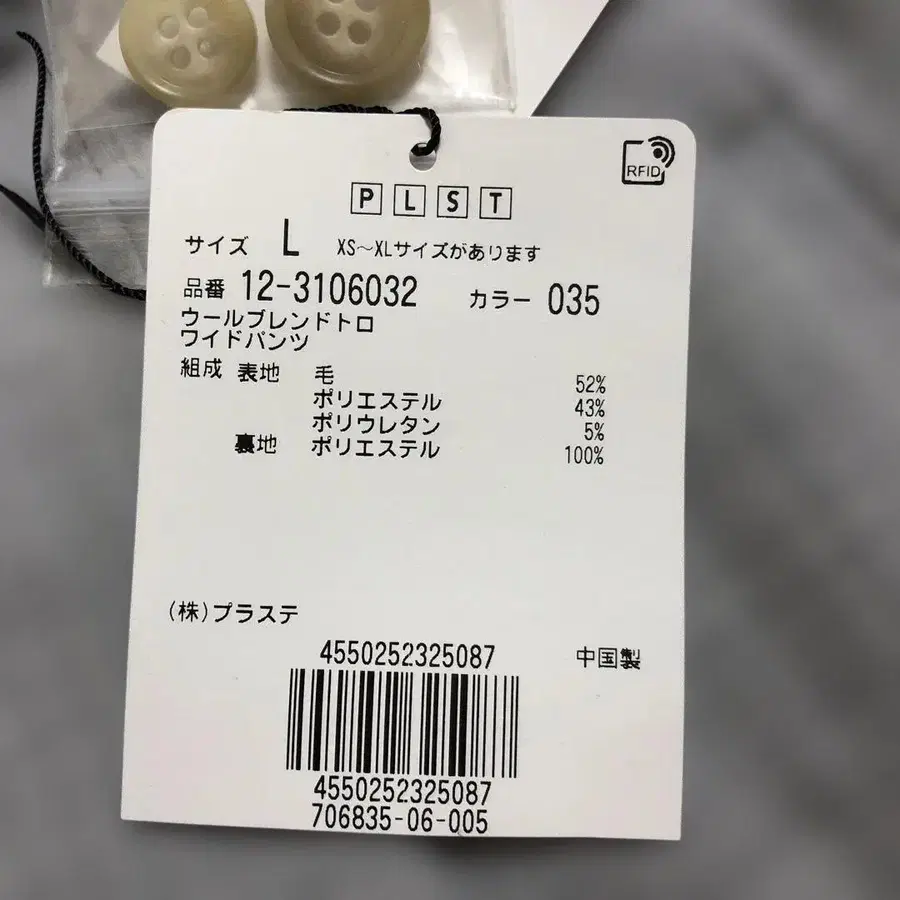 RFID
PLST
サイズ L XS〜XLサイズがあります
品番 12-3106032 カラー 035
ウールブレンドトロ
ワイドパンツ
組成 表地 毛 52%
ポリエステル 43%
ポリウレタン 5%
裏地 ポリエステル 100%
(株)プラステ
4550252325087 中国製
4550252325087
706835-06-005